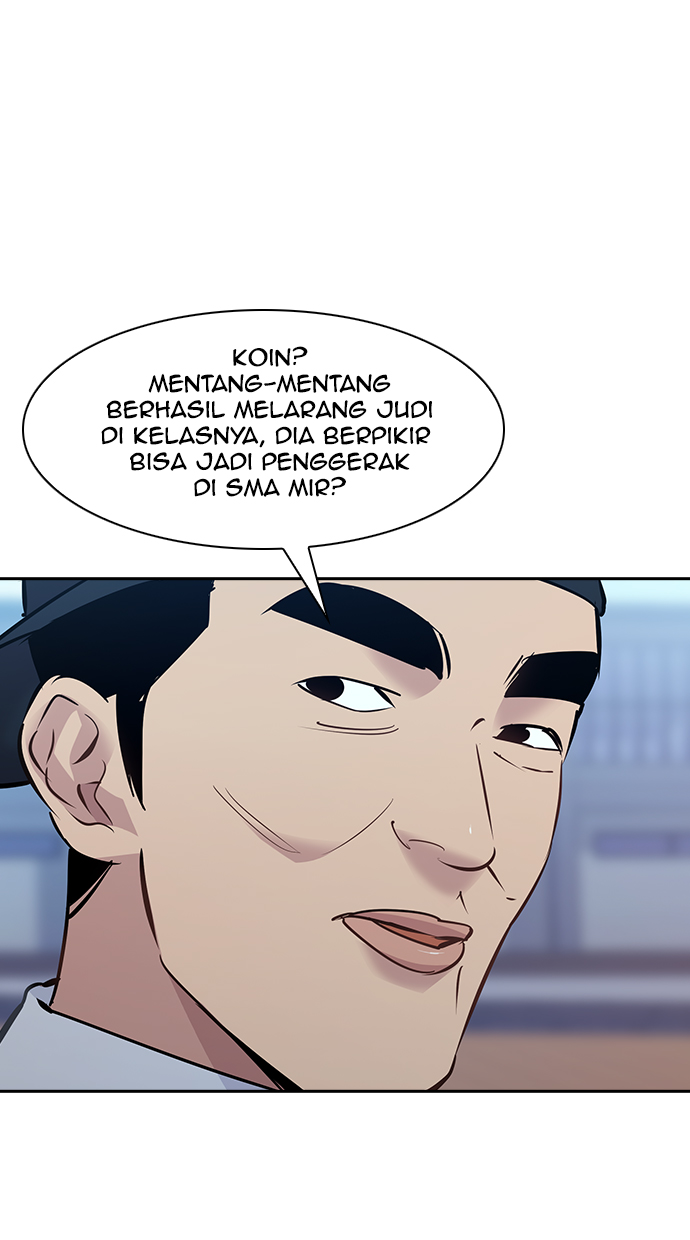 KOIN?
MENTANG-MENTANG
BERHASIL MELARANG JUDI
DI KELASNYA, DIA BERPIKIR
BISA JADI PENGGERAK
DI SMA MIR?